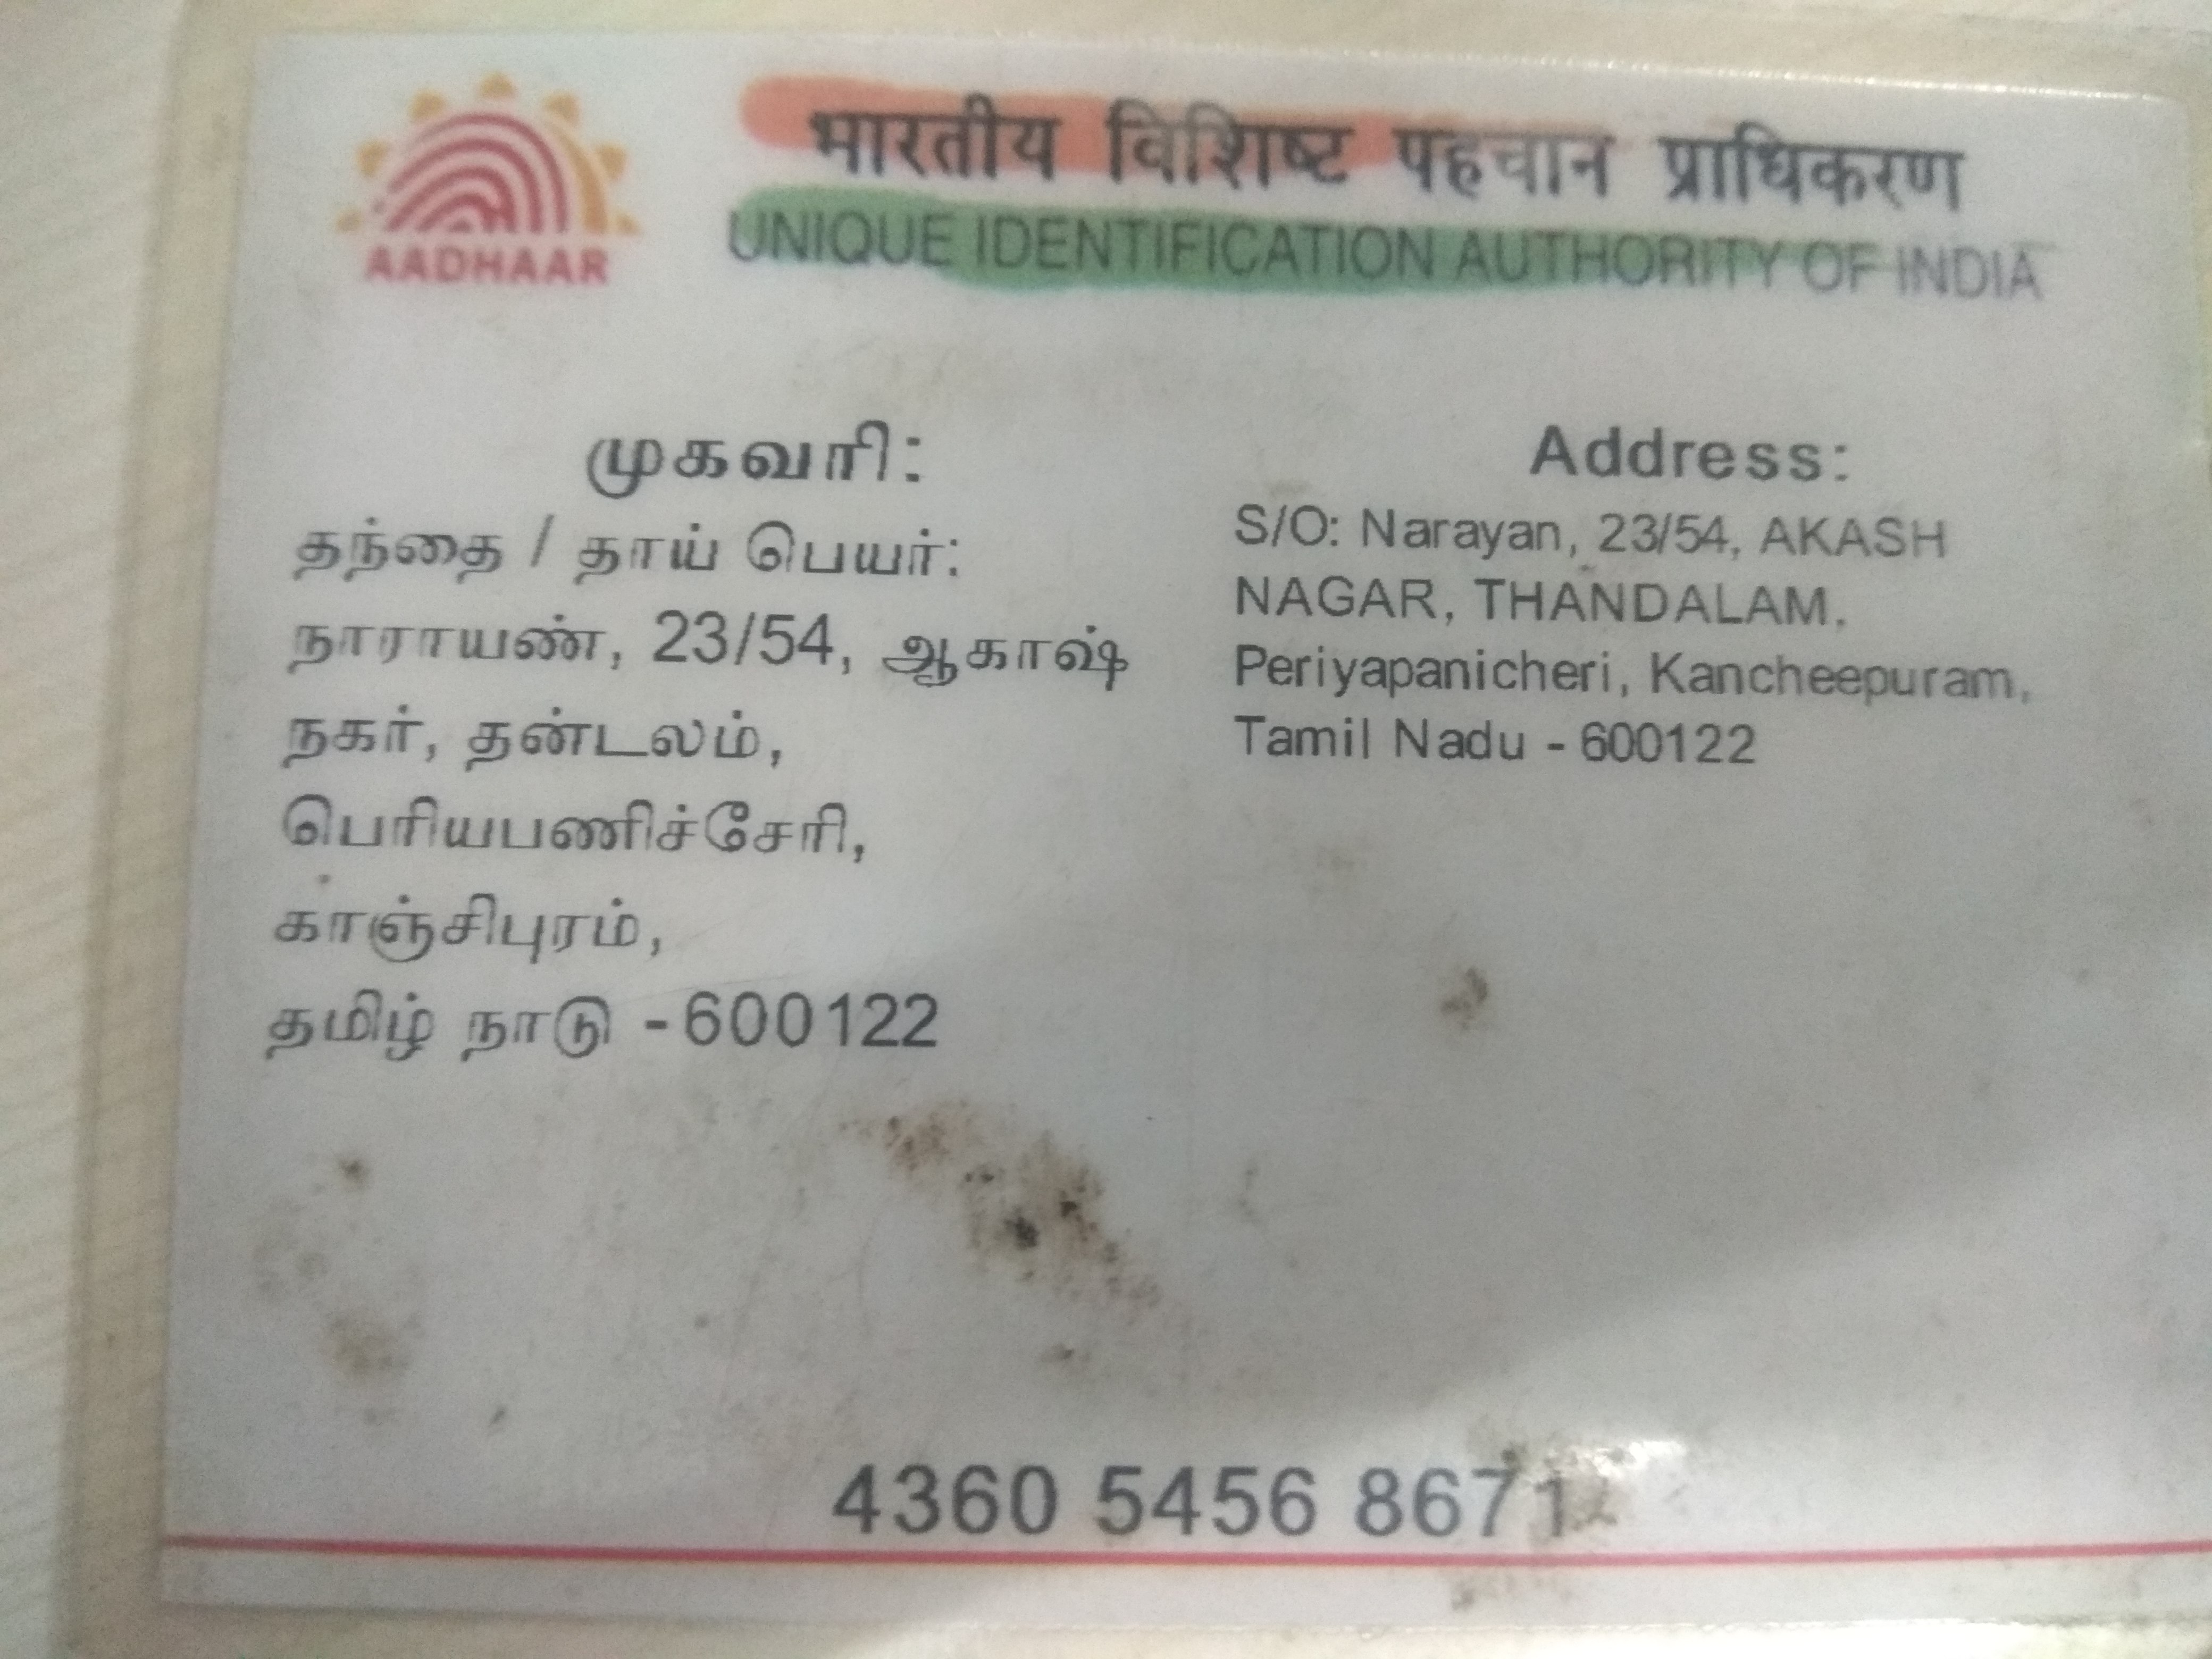 AADHAAR
भारतीय विशिष्ट पहचान प्राधिकरण
UNIQUE IDENTIFICATION AUTHORITY OF INDIA
முகவரி:
தந்தை / தாய் பெயர்:
நாராயண், 23/54, ஆகாஷ்
நகர், தன்டலம்,
பெரியபணிச்சேரி,
காஞ்சிபுரம்,
தமிழ் நாடு - 600122
Address:
S/O: Narayan, 23/54, AKASH
NAGAR, THANDALAM,
Periyapanicheri, Kancheepuram,
Tamil Nadu - 600122
4360 5456 8671